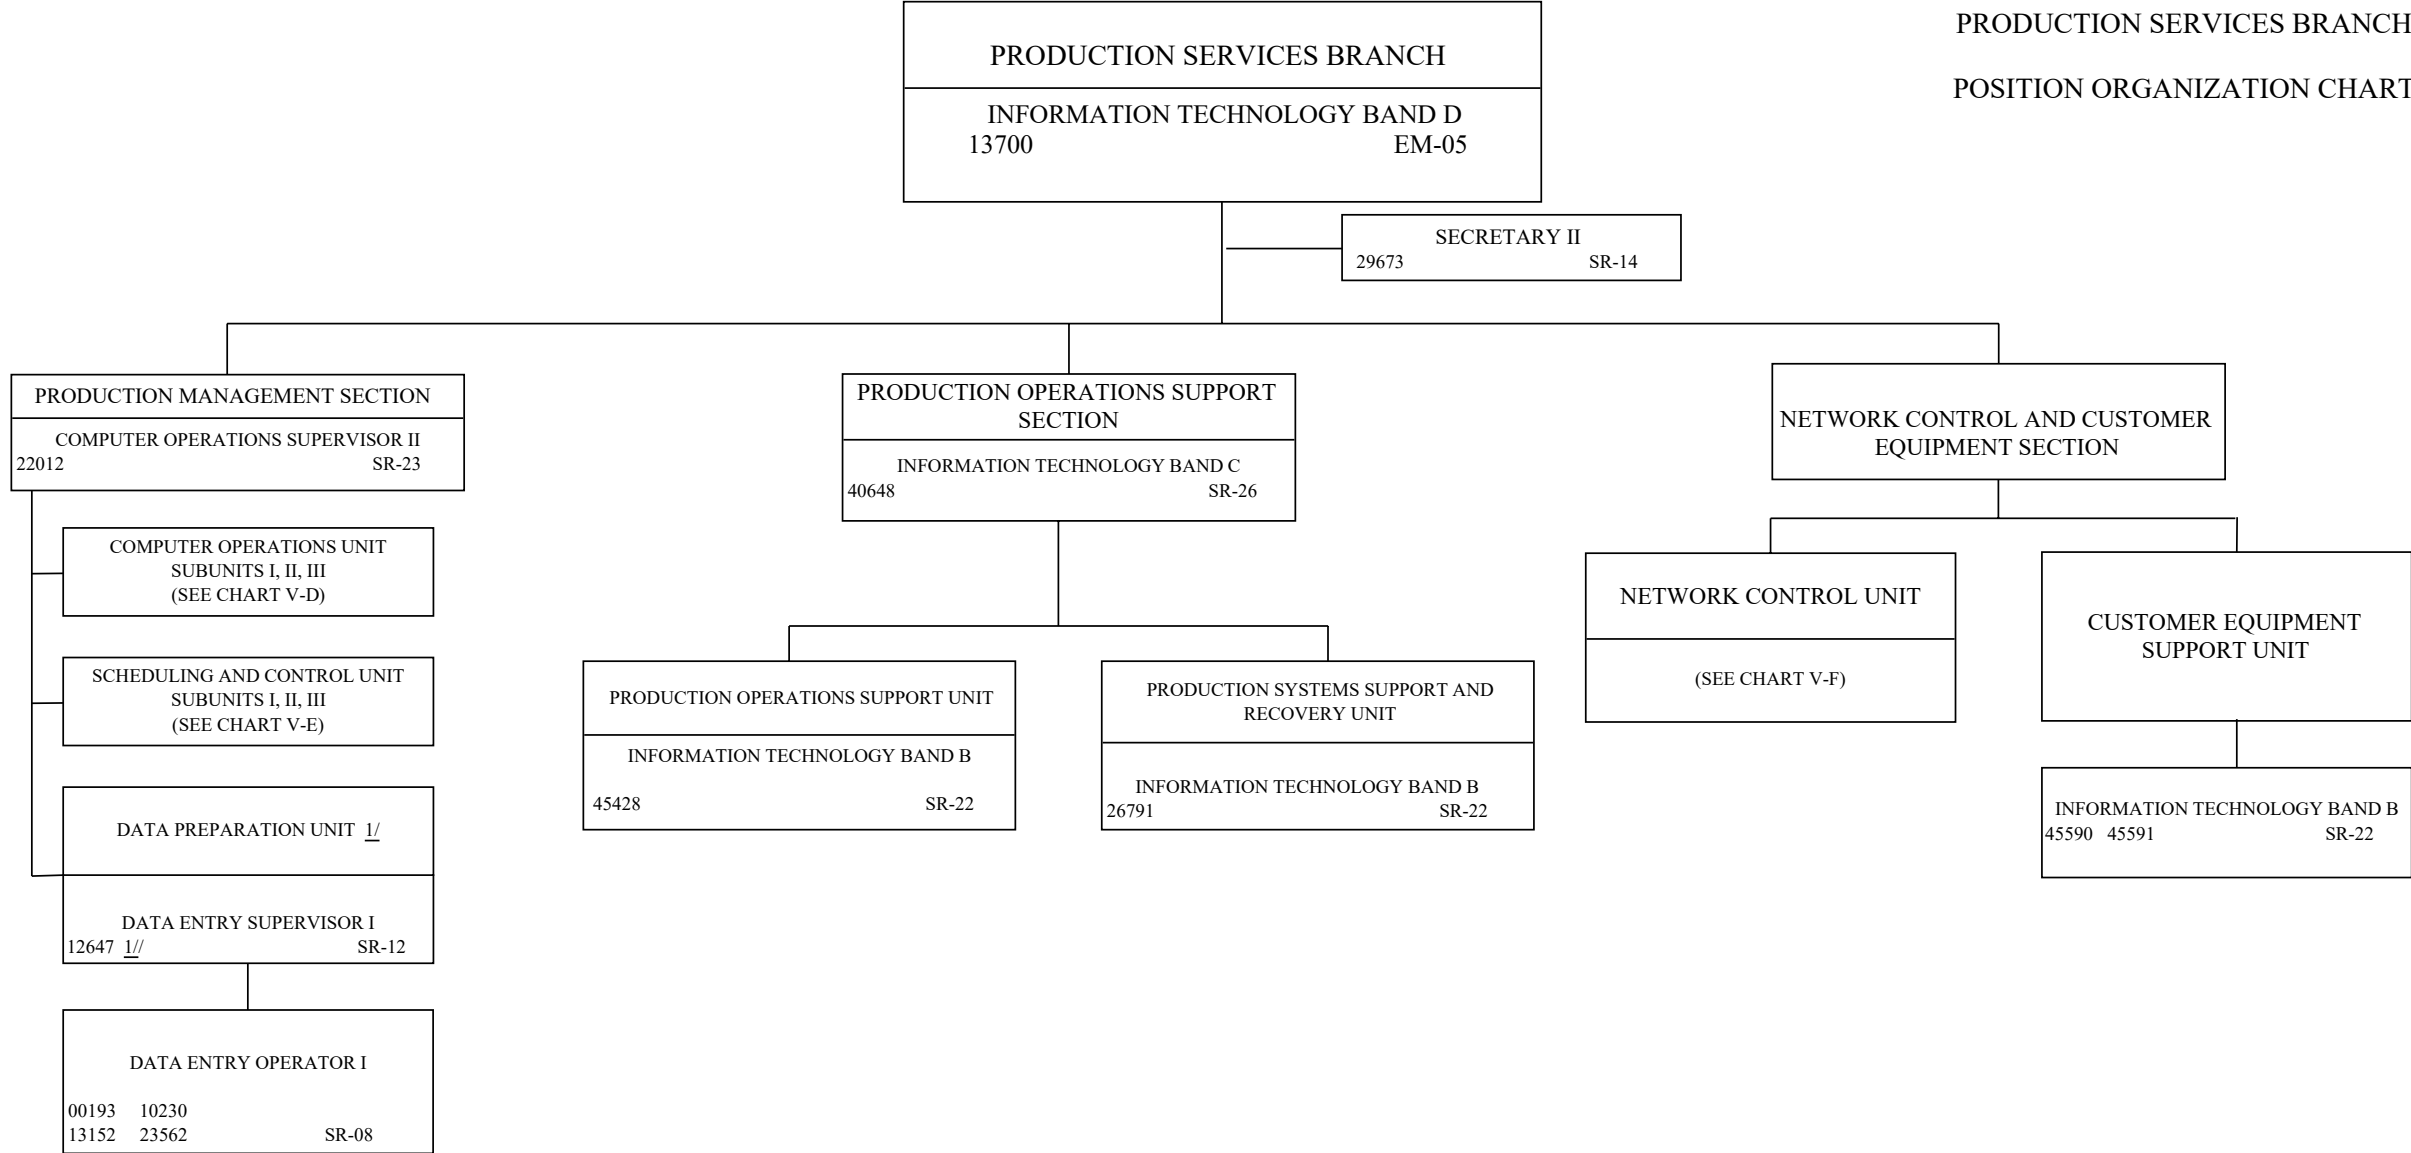 PRODUCTION SERVICES BRANCH
POSITION ORGANIZATION CHART
PRODUCTION SERVICES BRANCH
INFORMATION TECHNOLOGY BAND D
13700 EM-05
SECRETARY II
29673 SR-14
PRODUCTION MANAGEMENT SECTION
COMPUTER OPERATIONS SUPERVISOR II
22012 SR-23
COMPUTER OPERATIONS UNIT
SUBUNITS I, II, III
(SEE CHART V-D)
SCHEDULING AND CONTROL UNIT
SUBUNITS I, II, III
(SEE CHART V-E)
DATA PREPARATION UNIT 1/
DATA ENTRY SUPERVISOR I
12647 1// SR-12
DATA ENTRY OPERATOR I
00193 10230
13152 23562 SR-08
PRODUCTION OPERATIONS SUPPORT
SECTION
INFORMATION TECHNOLOGY BAND C
40648 SR-26
PRODUCTION OPERATIONS SUPPORT UNIT
INFORMATION TECHNOLOGY BAND B
45428 SR-22
PRODUCTION SYSTEMS SUPPORT AND
RECOVERY UNIT
INFORMATION TECHNOLOGY BAND B
26791 SR-22
NETWORK CONTROL AND CUSTOMER
EQUIPMENT SECTION
NETWORK CONTROL UNIT
(SEE CHART V-F)
CUSTOMER EQUIPMENT
SUPPORT UNIT
INFORMATION TECHNOLOGY BAND B
45590 45591 SR-22